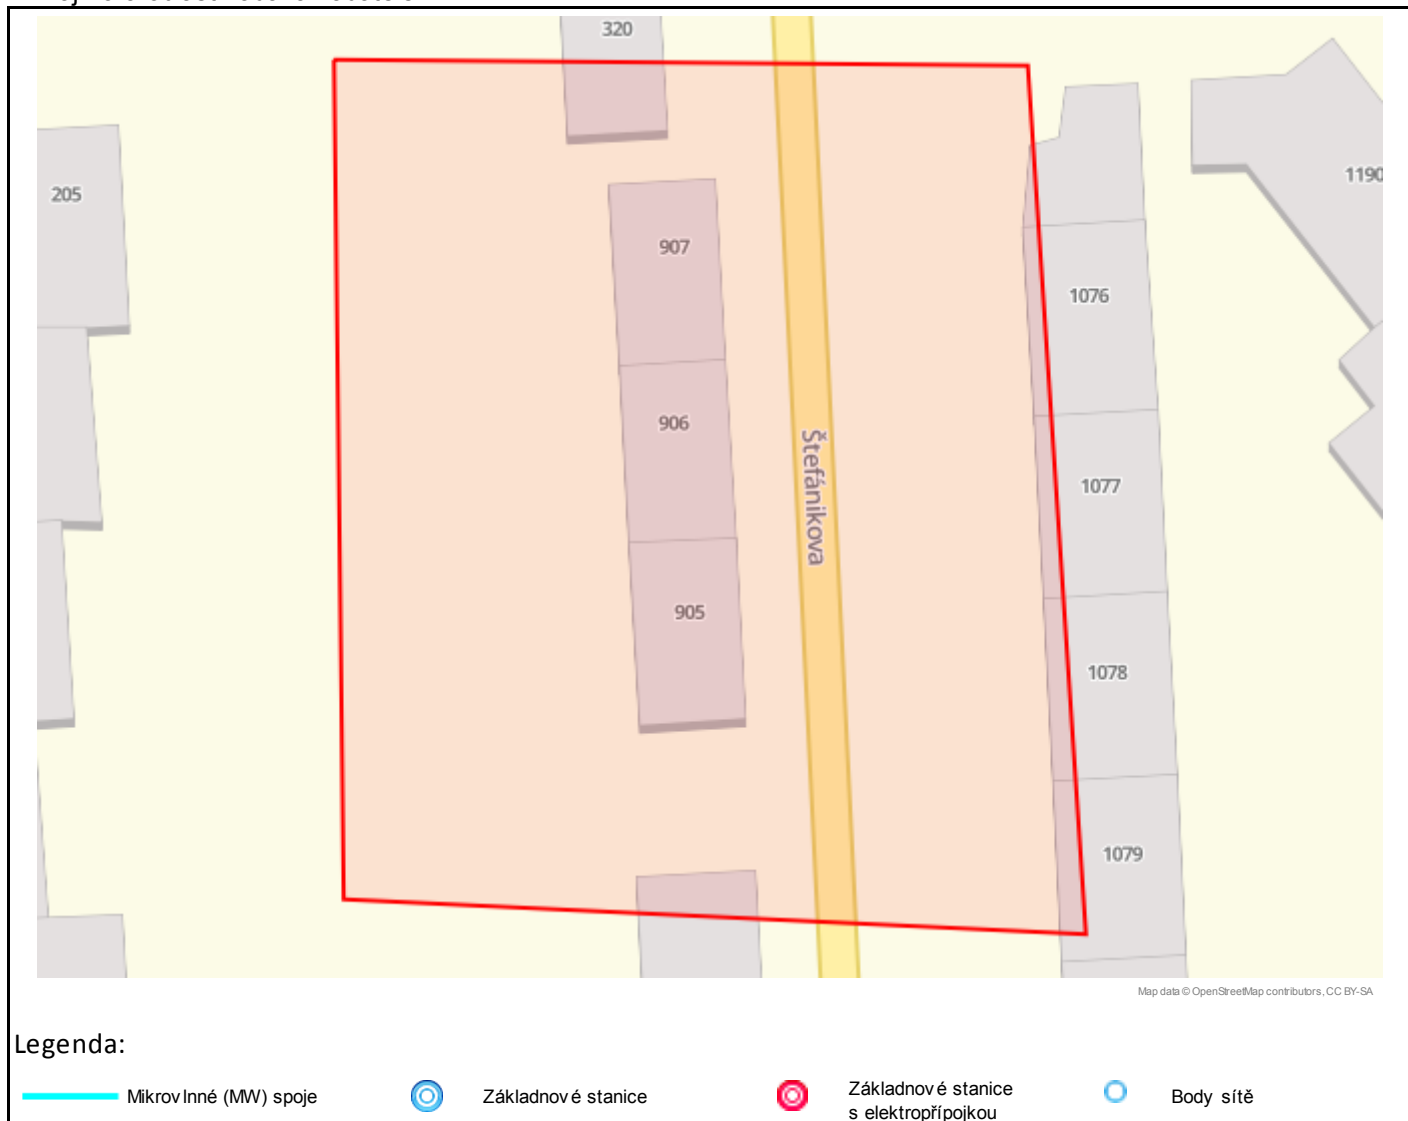 320
205
1190
907
1076
906
Štefánikova
1077
905
1078
1079
Map data © OpenStreetMap contributors, CC BY-SA
Legenda:
Mikrovlnné (MW) spoje
Základnové stanice
Základnové stanice
s elektropřípojkou
Body sítě